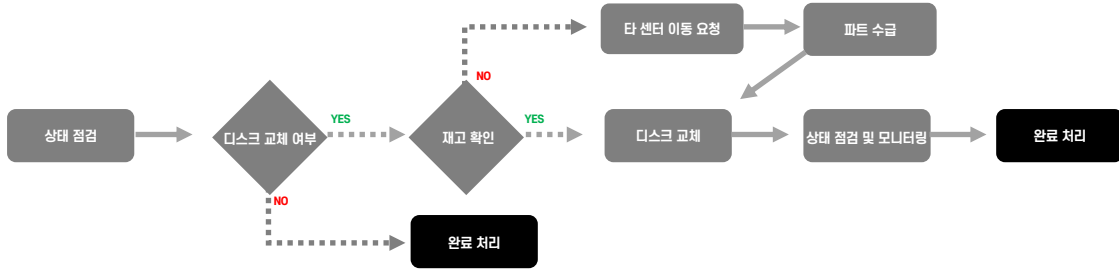 타 센터 이동 요청
파트 수급
NO
상태 점검
디스크 교체 여부
YES
재고 확인
YES
디스크 교체
상태 점검 및 모니터링
완료 처리
NO
완료 처리